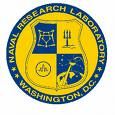 NAVAL RESEARCH LABORATORY
WASHINGTON, D.C.